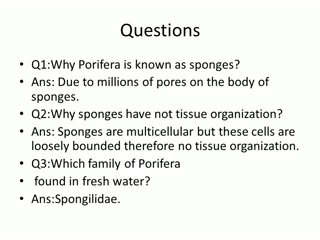 Questions
• Q1:Why Porifera is known as sponges?
• Ans: Due to millions of pores on the body of
sponges.
• Q2:Why sponges have not tissue organization?
• Ans: Sponges are multicellular but these cells are
loosely bounded therefore no tissue organization.
• Q3:Which family of Porifera
• found in fresh water?
• Ans:Spongilidae.